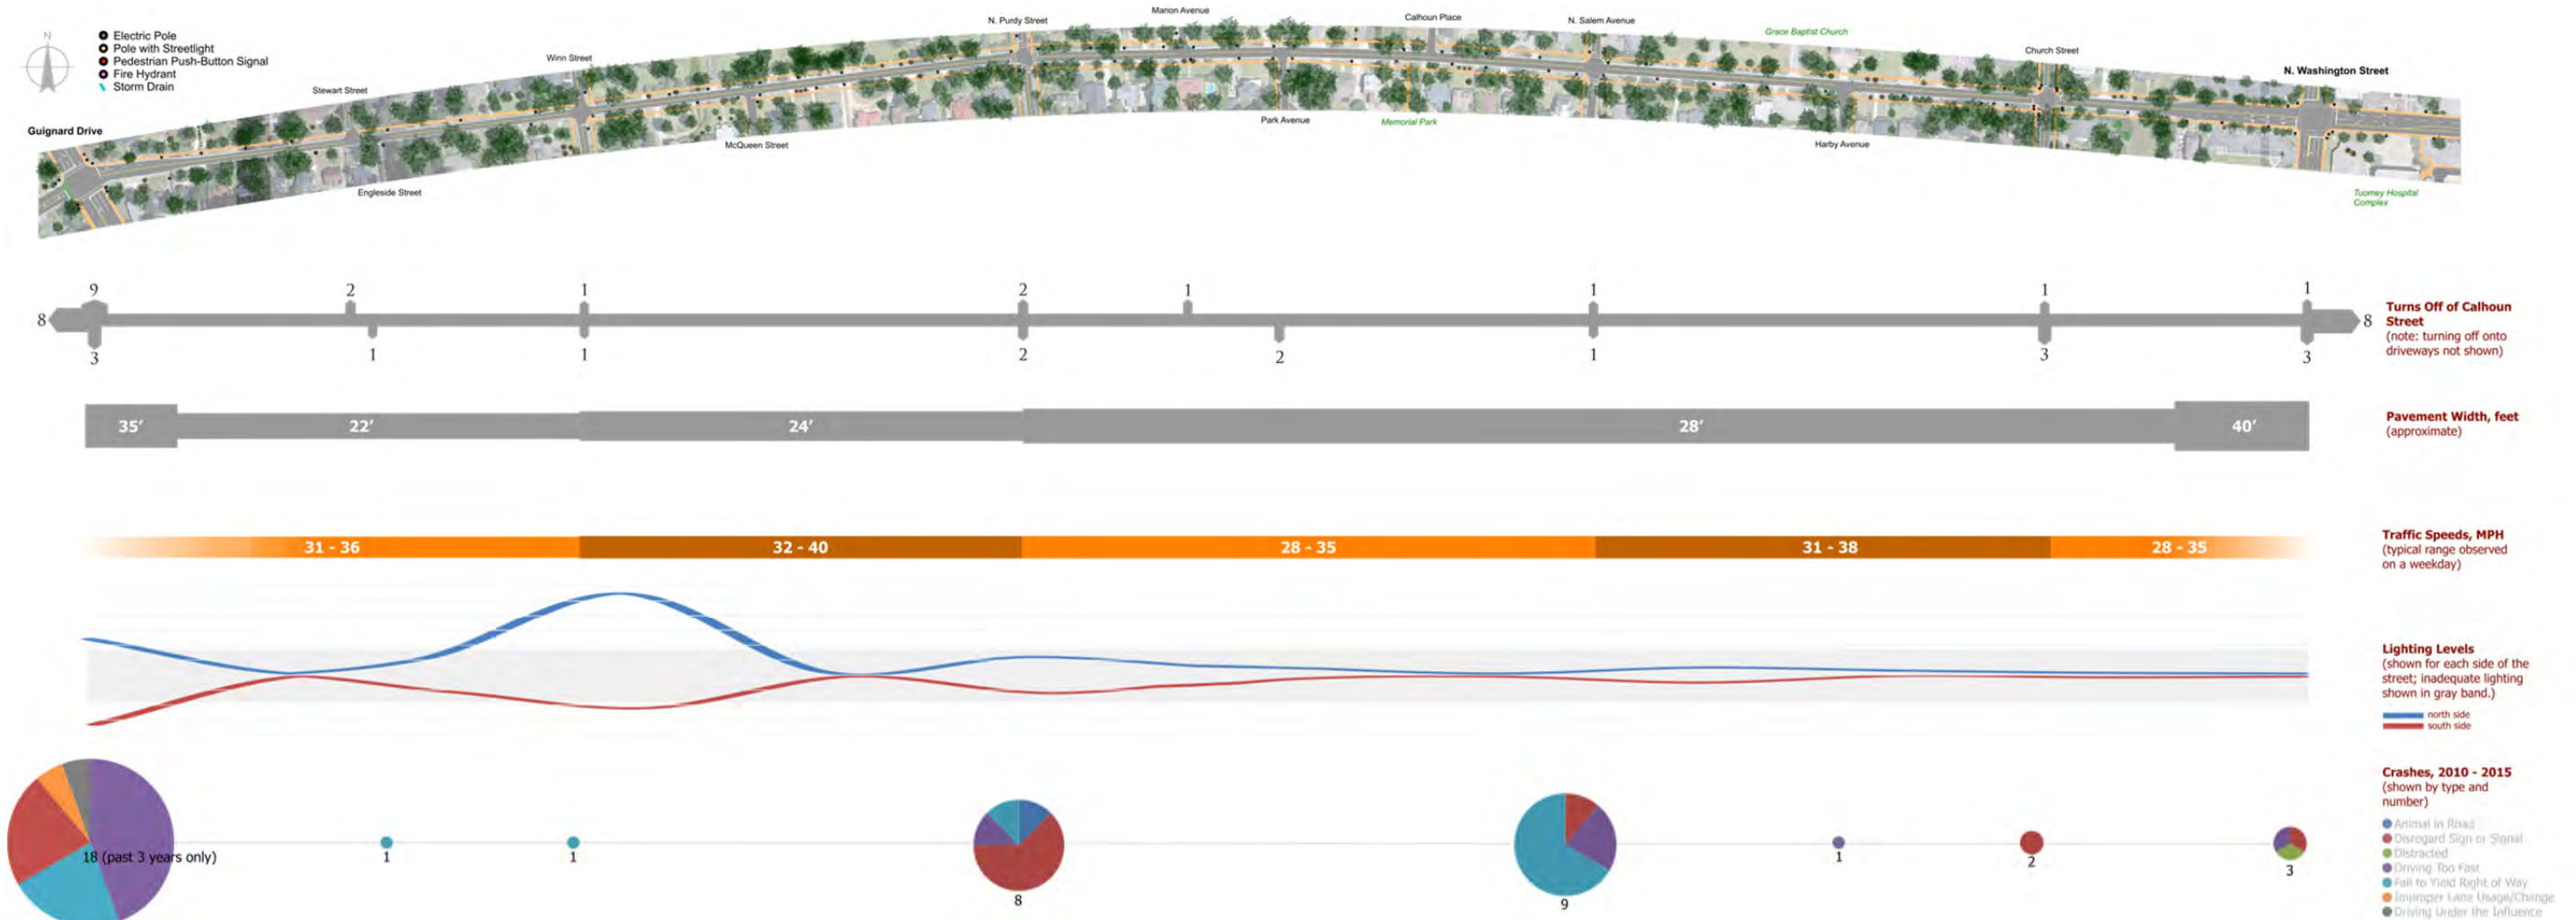 N
Electric Pole
Pole with Streetlight
Pedestrian Push-Button Signal
Fire Hydrant
Storm Drain
Guignard Drive
Stewart Street
Engleside Street
Winn Street
McQueen Street
N. Purdy Street
Marion Avenue
Park Avenue
Calhoun Place
Memorial Park
N. Salem Avenue
Grace Baptist Church
Harby Avenue
Church Street
N. Washington Street
Tuomey Hospital
Complex
9 2 1 2 1 1 1 1
8 8
3 1 1 2 2 1 3 3
Turns Off of Calhoun
Street
(note: turning off onto
driveways not shown)
35′ 22′ 24′ 28′ 40′
Pavement Width, feet
(approximate)
31 - 36 32 - 40 28 - 35 31 - 38 28 - 35
Traffic Speeds, MPH
(typical range observed
on a weekday)
Lighting Levels
(shown for each side of the
street; inadequate lighting
shown in gray band.)
north side
south side
18 (past 3 years only) 1 1 8 9 1 2 3
Crashes, 2010 - 2015
(shown by type and
number)
Animal in Road
Disregard Sign or Signal
Distracted
Driving Too Fast
Fail to Yield Right of Way
Improper Lane Usage/Change
Driving Under the Influence